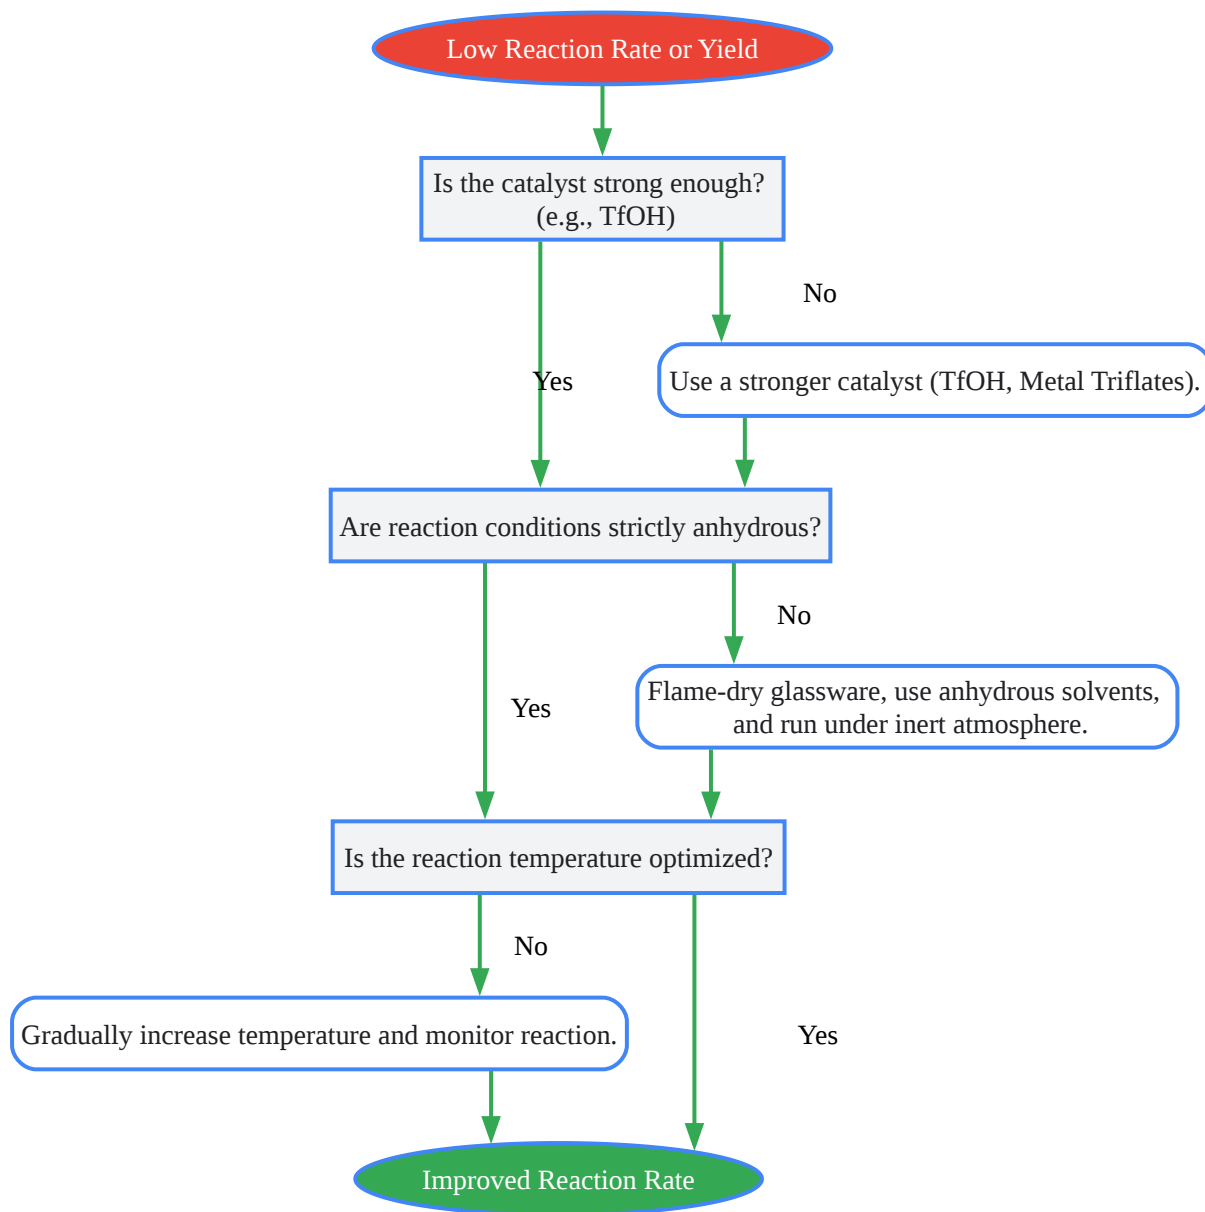 Low Reaction Rate or Yield
Is the catalyst strong enough?
(e.g., TfOH)
No
Yes
Use a stronger catalyst (TfOH, Metal Triflates).
Are reaction conditions strictly anhydrous?
No
Yes
Flame-dry glassware, use anhydrous solvents,
and run under inert atmosphere.
Is the reaction temperature optimized?
No
Gradually increase temperature and monitor reaction.
Yes
Improved Reaction Rate